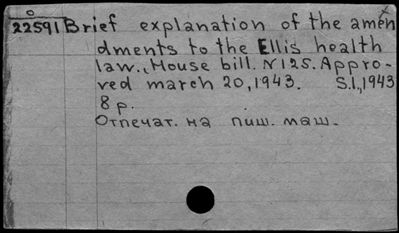 0
22591 Brief explanation of the amen
dments to the Ellis health
law., House bill. N 125. Appro-
ved march 20, 1943. S.l., 1943
8 p.
Отпечат. на пиш. маш.